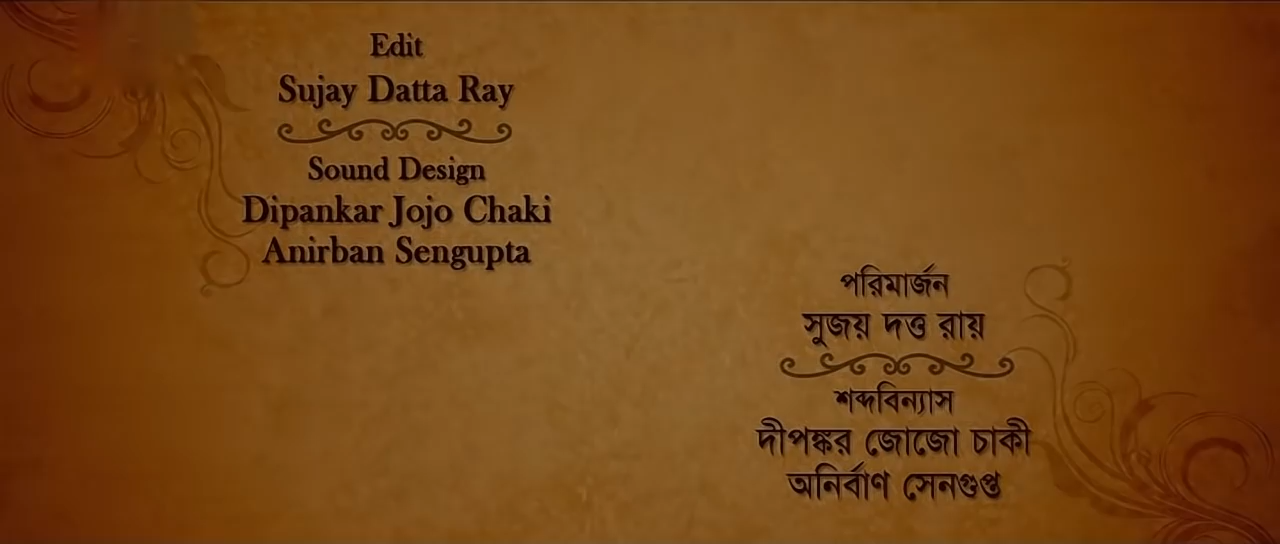 Edit
Sujay Datta Ray
Sound Design
Dipankar Jojo Chaki
Anirban Sengupta
পরিমার্জন
সুজয় দত্ত রায়
শব্দবিন্যাস
দীপঙ্কর জোজো চাকী
অনির্বাণ সেনগুপ্ত